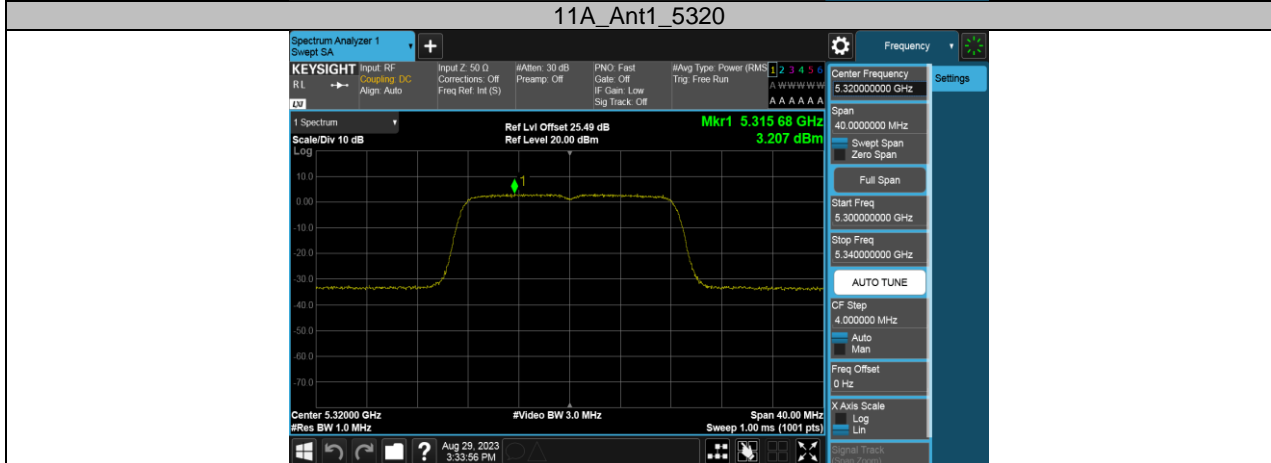 11A_Ant1_5320
Spectrum Analyzer 1
Swept SA
+
Frequency
KEYSIGHT
RL
LXI
Input: RF
Coupling: DC
Align: Auto
Input Z: 50 Ω
Corrections: Off
Freq Ref: Int (S)
#Atten: 30 dB
Preamp: Off
PNO: Fast
Gate: Off
IF Gain: Low
Sig Track: Off
#Avg Type: Power (RMS
Trig: Free Run
1 2 3 4 5 6
A W W W W W
A A A A A A
Center Frequency
5.320000000 GHz
Settings
Span
40.0000000 MHz
Swept Span
Zero Span
Full Span
Start Freq
5.300000000 GHz
Stop Freq
5.340000000 GHz
AUTO TUNE
CF Step
4.000000 MHz
Auto
Man
Freq Offset
0 Hz
X Axis Scale
Log
Lin
Signal Track
(Span Zoom)
1 Spectrum
Scale/Div 10 dB
Log
Ref Lvl Offset 25.49 dB
Ref Level 20.00 dBm
Mkr1 5.315 68 GHz
3.207 dBm
1
10.0
0.00
-10.0
-20.0
-30.0
-40.0
-50.0
-60.0
-70.0
Center 5.32000 GHz
#Res BW 1.0 MHz
#Video BW 3.0 MHz
Span 40.00 MHz
Sweep 1.00 ms (1001 pts)
?
Aug 29, 2023
3:33:56 PM